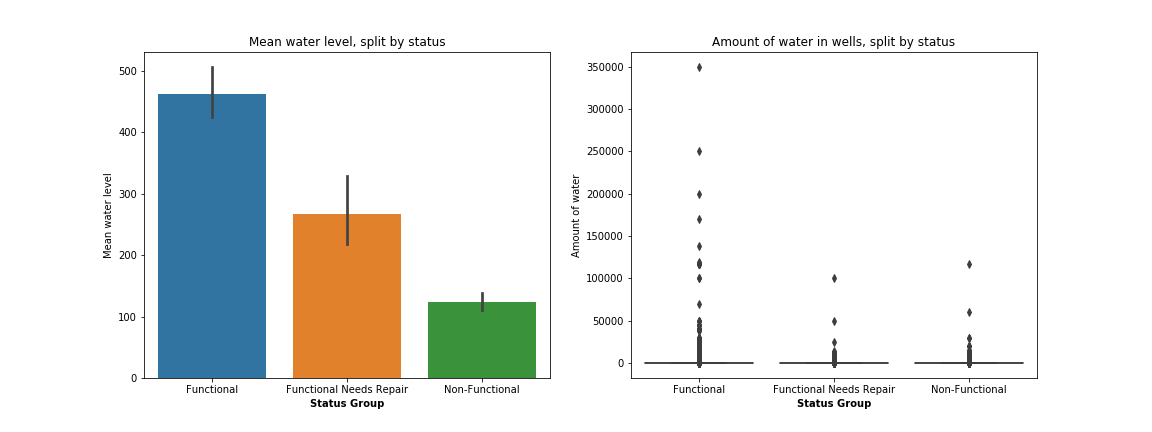 Mean water level, split by status
500
400
300
200
100
0
Mean water level
Functional
Functional Needs Repair
Non-Functional
Status Group
Amount of water in wells, split by status
350000
300000
250000
200000
150000
100000
50000
0
Amount of water
Functional
Functional Needs Repair
Non-Functional
Status Group